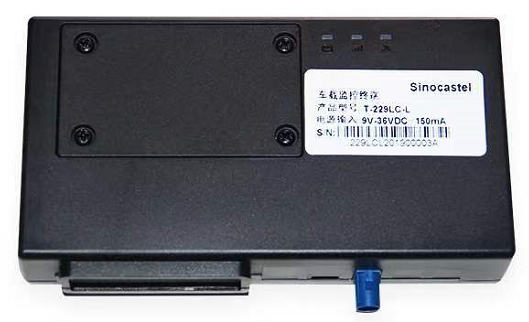 Sinocastel
车载监控终端
产品型号 T-229LC-L
电源输入 9V-36VDC 150mA
S/N:
229LCL201900003A